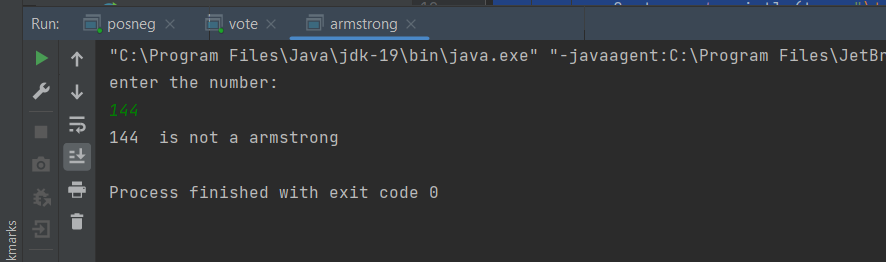 Run: posneg vote armstrong
"C:\Program Files\Java\jdk-19\bin\java.exe" "-javaagent:C:\Program Files\JetBr
enter the number:
144
144  is not a armstrong
Process finished with exit code 0
kmarks